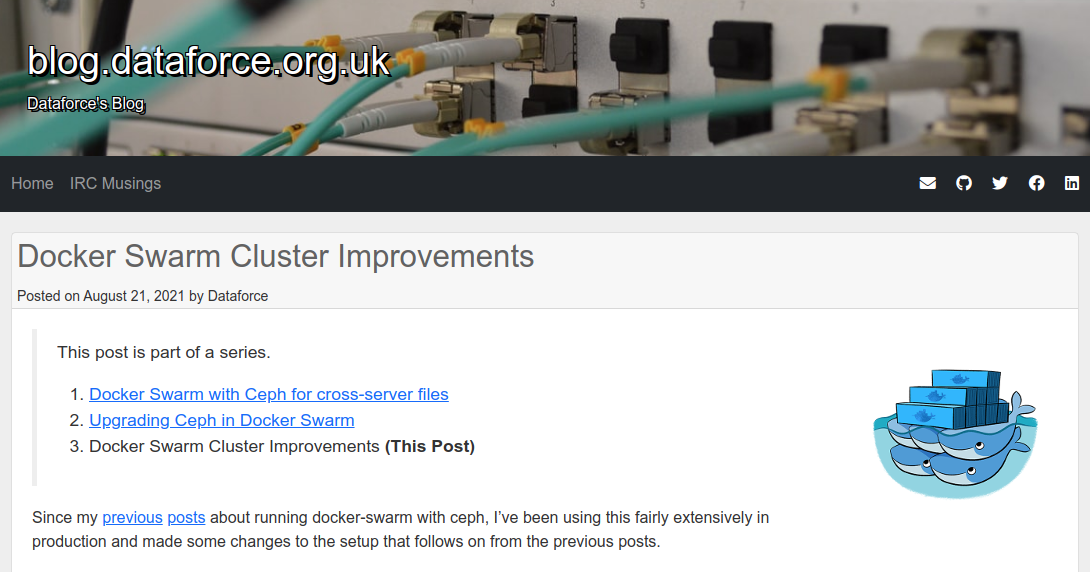 blog.dataforce.org.uk
Dataforce's Blog
Home IRC Musings
Docker Swarm Cluster Improvements
Posted on August 21, 2021 by Dataforce
This post is part of a series.
1. Docker Swarm with Ceph for cross-server files
2. Upgrading Ceph in Docker Swarm
3. Docker Swarm Cluster Improvements (This Post)
Since my previous posts about running docker-swarm with ceph, I’ve been using this fairly extensively in
production and made some changes to the setup that follows on from the previous posts.